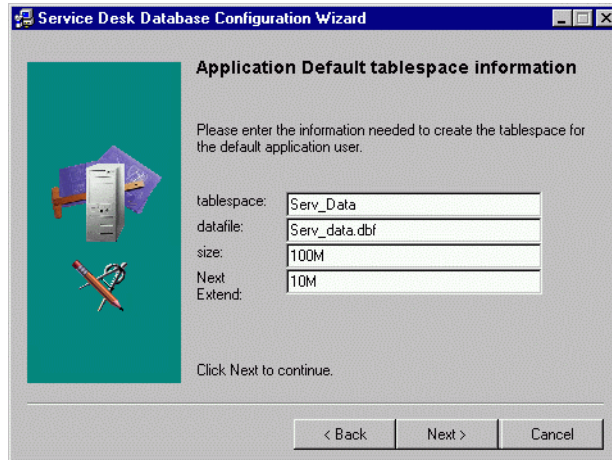 Service Desk Database Configuration Wizard
Application Default tablespace information
Please enter the information needed to create the tablespace for
the default application user.
tablespace: Serv_Data
datafile: Serv_data.dbf
size: 100M
Next
Extend: 10M
Click Next to continue.
< Back Next > Cancel